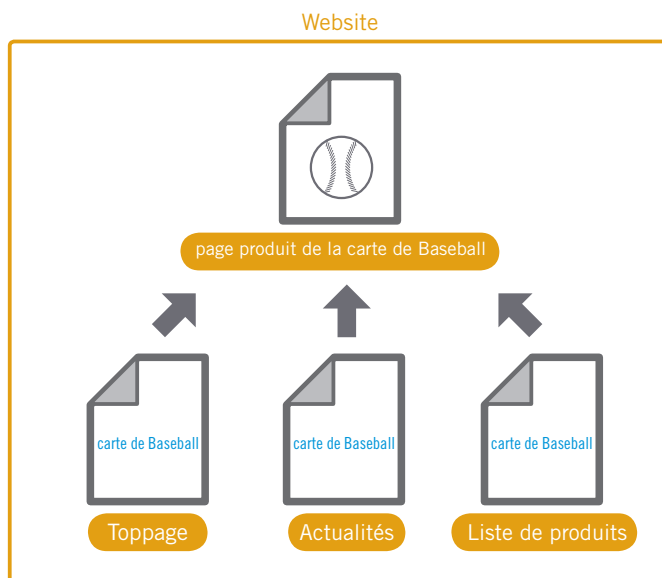 Website
page produit de la carte de Baseball
carte de Baseball
carte de Baseball
carte de Baseball
Toppage
Actualités
Liste de produits